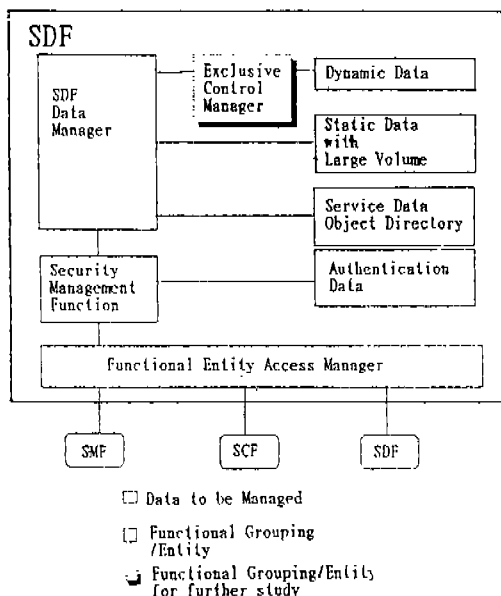 SDF
SDF
Data
Manager
Exclusive
Control
Manager
Dynamic Data
Static Data
with
Large Volume
Service Data
Object Directory
Security
Management
Function
Authentication
Data
Functional Entity Access Manager
SMF
SCF
SDF
Data to be Managed
Functional Grouping
/Entity
Functional Grouping/Entity
for further study